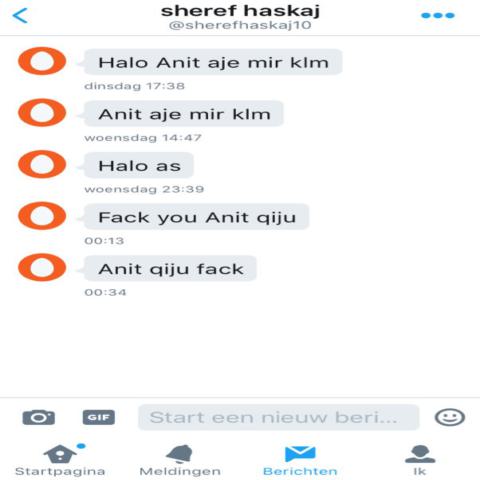 sheref haskaj
@sherefhaskaj10
Halo Anit aje mir klm
dinsdag 17:38
Anit aje mir klm
woensdag 14:47
Halo as
woensdag 23:39
Fack you Anit qiju
00:13
Anit qiju fack
00:34
GIF
Start een nieuw beri...
Startpagina
Meldingen
Berichten
Ik